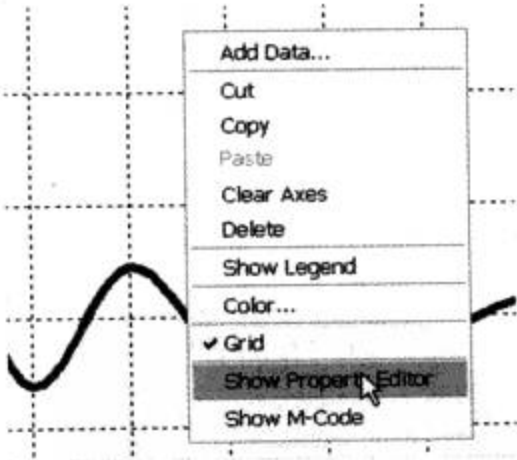 Add Data...
Cut
Copy
Paste
Clear Axes
Delete
Show Legend
Color...
Grid
Show Property Editor
Show M-Code